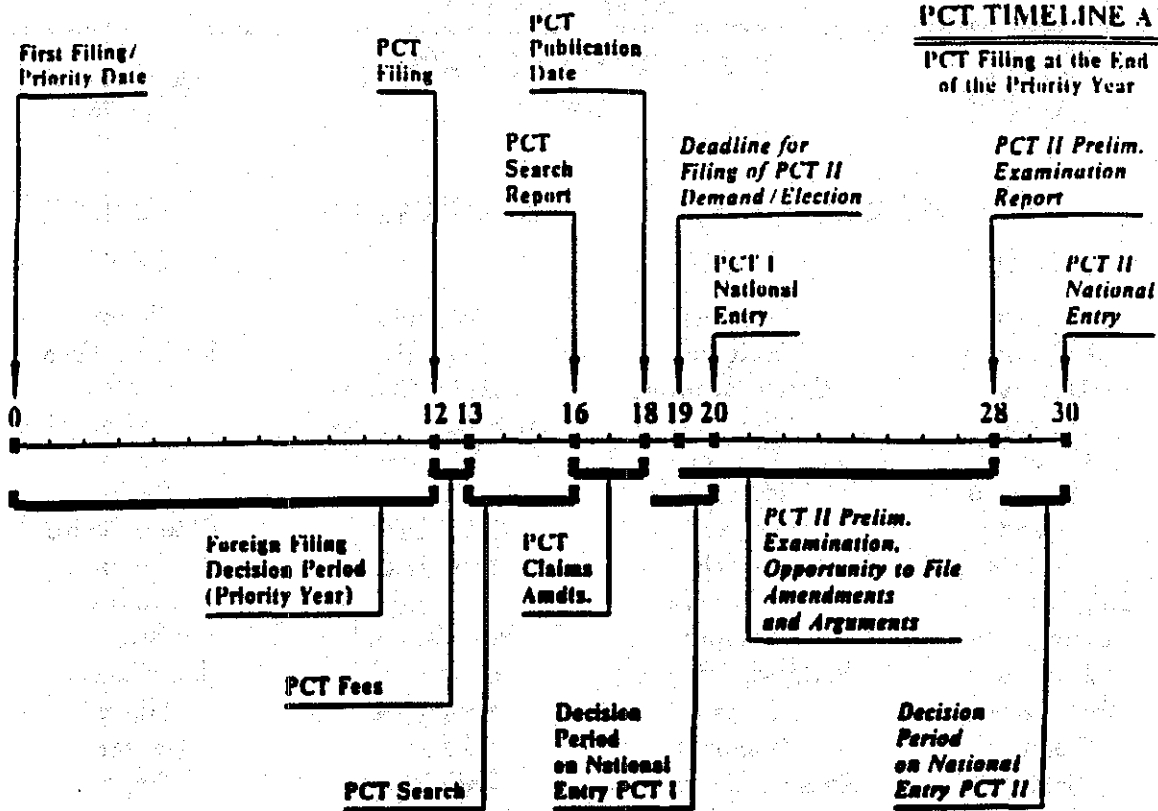 PCT TIMELINE A
PCT Filing at the End
of the Priority Year
First Filing/
Priority Date
PCT
Filing
PCT
Publication
Date
PCT
Search
Report
Deadline for
Filing of PCT II
Demand/Election
PCT I
National
Entry
PCT II Prelim.
Examination
Report
PCT II
National
Entry
0 12 13 16 18 19 20 28 30
Foreign Filing
Decision Period
(Priority Year)
PCT Fees
PCT Search
PCT
Claims
Amdts.
Decision
Period
on National
Entry PCT I
PCT II Prelim.
Examination,
Opportunity to File
Amendments
and Arguments
Decision
Period
on National
Entry PCT II